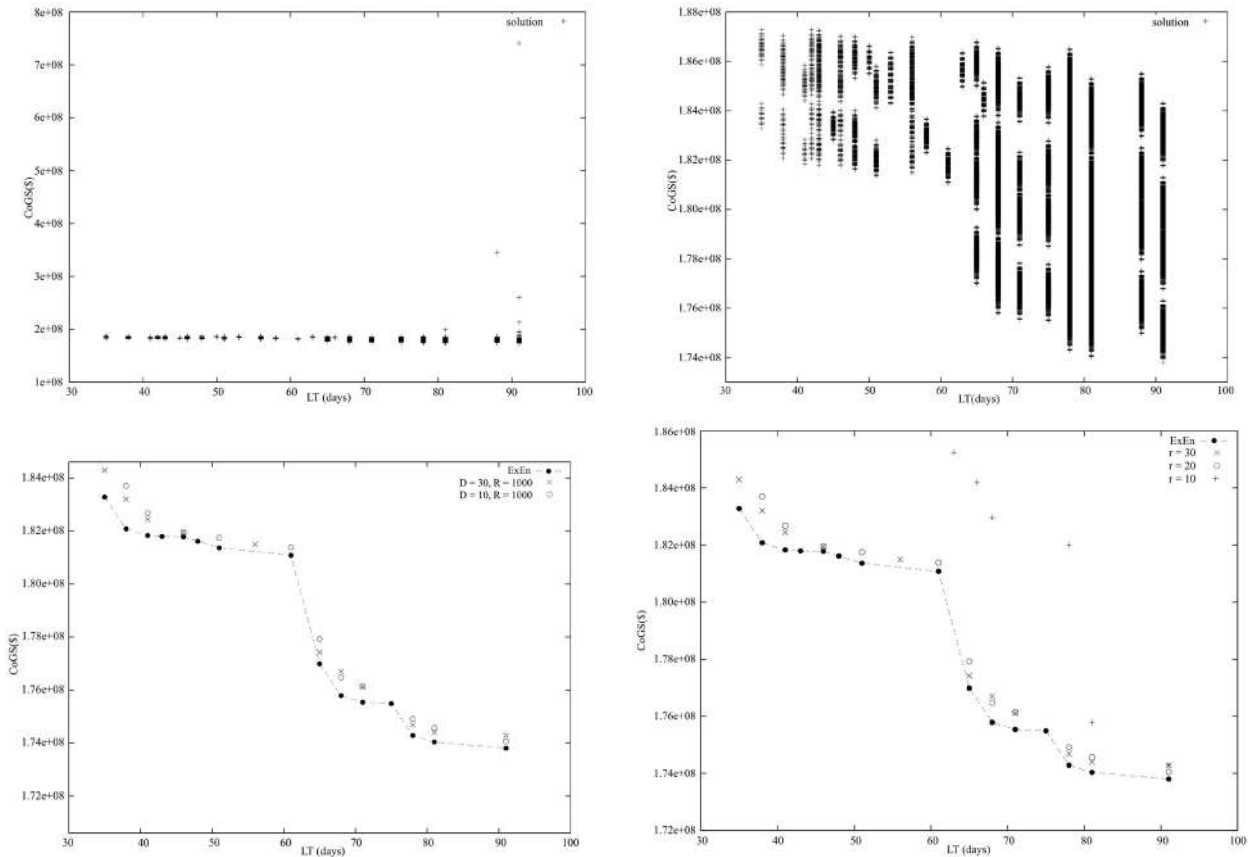 8e+08
7e+08
6e+08
5e+08
4e+08
3e+08
2e+08
1e+08
CoGS($)
solution
30 40 50 60 70 80 90 100
LT (days)
1.88e+08
1.86e+08
1.84e+08
1.82e+08
1.80e+08
1.78e+08
1.76e+08
1.74e+08
CoGS($)
solution
30 40 50 60 70 80 90 100
LT(days)
1.84e+08
1.82e+08
1.80e+08
1.78e+08
1.76e+08
1.74e+08
1.72e+08
CoGS($)
ExEn
D = 30, R = 1000
D = 10, R = 1000
30 40 50 60 70 80 90 100
LT (days)
1.86e+08
1.84e+08
1.82e+08
1.80e+08
1.78e+08
1.76e+08
1.74e+08
1.72e+08
CoGS($)
ExEn
r = 30
r = 20
r = 10
30 40 50 60 70 80 90 100
LT (days)